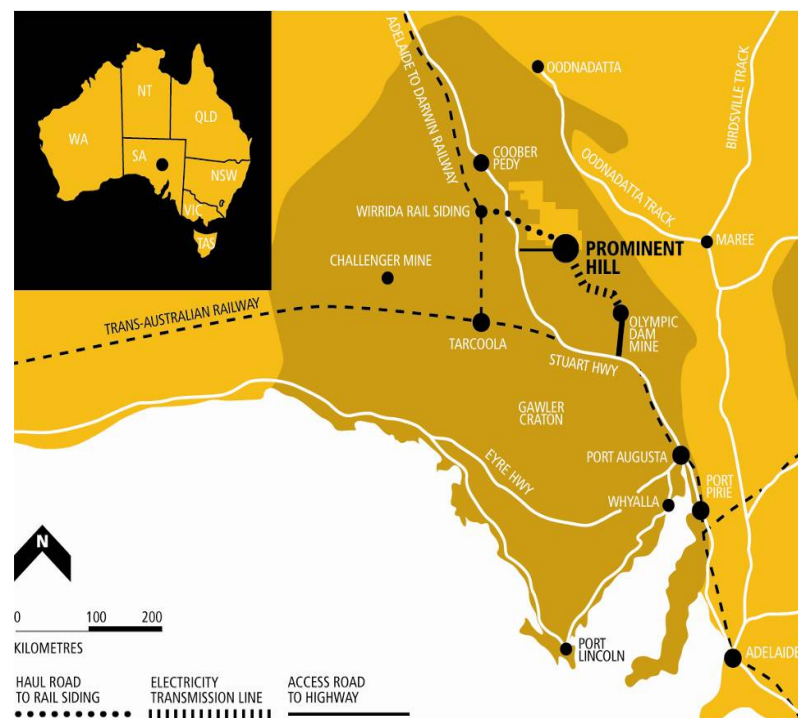 NT
QLD
WA
SA
NSW
VIC
TAS
ADELAIDE TO DARWIN RAILWAY
OODNADATTA
BIRDSVILLE TRACK
COOBER
PEDY
OODNADATTA TRACK
WIRRIDA RAIL SIDING
MAREE
PROMINENT
HILL
CHALLENGER MINE
TRANS-AUSTRALIAN RAILWAY
OLYMPIC
DAM
MINE
TARCOOLA
STUART HWY
GAWLER
CRATON
PORT AUGUSTA
EYRE HWY
PORT
PIRIE
WHYALLA
N
0 100 200
KILOMETRES
PORT
LINCOLN
ADELAIDE
HAUL ROAD
TO RAIL SIDING
ELECTRICITY
TRANSMISSION LINE
ACCESS ROAD
TO HIGHWAY